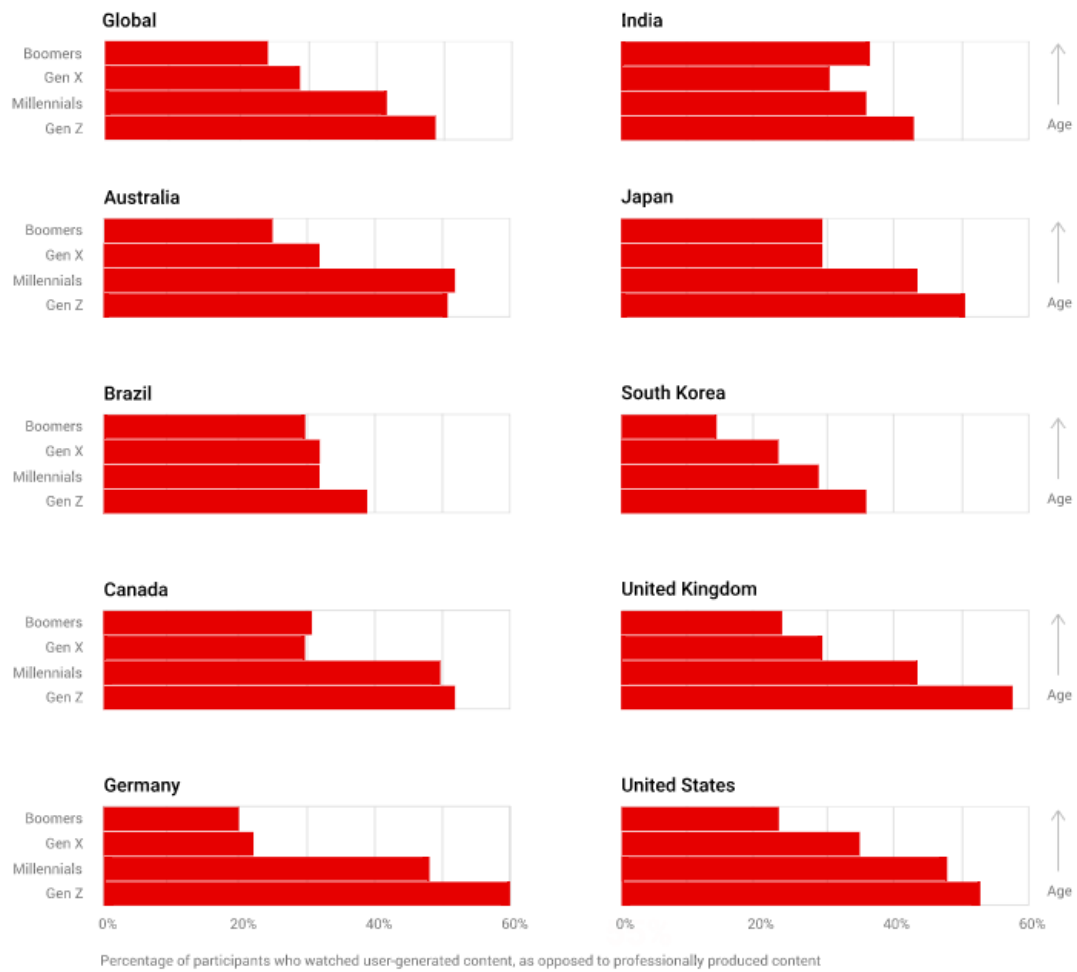 Global
Boomers
Gen X
Millennials
Gen Z
India
Age
Australia
Boomers
Gen X
Millennials
Gen Z
Japan
Age
Brazil
Boomers
Gen X
Millennials
Gen Z
South Korea
Age
Canada
Boomers
Gen X
Millennials
Gen Z
United Kingdom
Age
Germany
Boomers
Gen X
Millennials
Gen Z
0% 20% 40% 60%
United States
Age
0% 20% 40% 60%
Percentage of participants who watched user-generated content, as opposed to professionally produced content